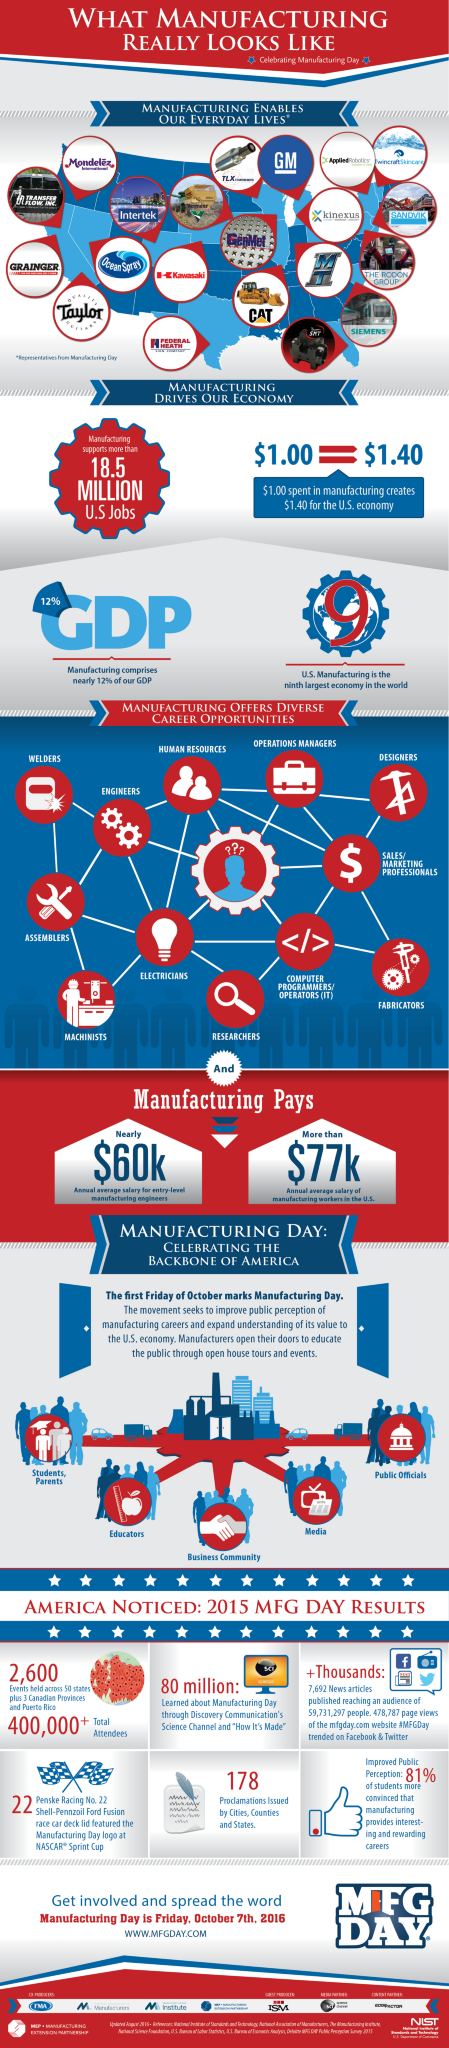 WHAT MANUFACTURING
REALLY LOOKS LIKE
Celebrating Manufacturing Day
MANUFACTURING ENABLES
OUR EVERYDAY LIVES*
Mondelēz
International
TRANSFER
FLOW, INC.
Intertek
TLX
GM
AppliedRobotics
wincraftSkincare
kinexus
SANDVIK
GenMet
GRAINGER
Ocean Spray
Kawasaki
THE RODON
GROUP
Taylor
CAT
SIEMENS
FEDERAL
HEATH
SMT
*Representatives from Manufacturing Day
MANUFACTURING
DRIVES OUR ECONOMY
Manufacturing
supports more than
18.5
MILLION
U.S Jobs
$1.00 = $1.40
$1.00 spent in manufacturing creates
$1.40 for the U.S. economy
12%
GDP
Manufacturing comprises
nearly 12% of our GDP
9
U.S. Manufacturing is the
ninth largest economy in the world
MANUFACTURING OFFERS DIVERSE
CAREER OPPORTUNITIES
HUMAN RESOURCES
OPERATIONS MANAGERS
WELDERS
DESIGNERS
ENGINEERS
???
$
SALES/
MARKETING
PROFESSIONALS
ASSEMBLERS
ELECTRICIANS
</>
COMPUTER
PROGRAMMERS/
OPERATORS (IT)
FABRICATORS
MACHINISTS
RESEARCHERS
And
Manufacturing Pays
Nearly
$60k
Annual average salary for entry-level
manufacturing engineers
More than
$77k
Annual average salary of
manufacturing workers in the U.S.
MANUFACTURING DAY:
CELEBRATING THE
BACKBONE OF AMERICA
The first Friday of October marks Manufacturing Day.
The movement seeks to improve public perception of
manufacturing careers and expand understanding of its value to
the U.S. economy. Manufacturers open their doors to educate
the public through open house tours and events.
Students,
Parents
Public Officials
Educators
Media
Business Community
AMERICA NOTICED: 2015 MFG DAY RESULTS
2,600
Events held across 50 states
plus 3 Canadian Provinces
and Puerto Rico
400,000+ Total
Attendees
80 million:
SCI
Learned about Manufacturing Day
through Discovery Communication's
Science Channel and "How It's Made"
+Thousands:
7,692 News articles
published reaching an audience of
59,731,297 people. 478,787 page views
of the mfgday.com website #MFGDay
trended on Facebook & Twitter
22 Penske Racing No. 22
Shell-Pennzoil Ford Fusion
race car deck lid featured the
Manufacturing Day logo at
NASCAR® Sprint Cup
178
Proclamations Issued
by Cities, Counties
and States.
Improved Public
Perception: 81%
of students more
convinced that
manufacturing
provides interest-
ing and rewarding
careers
Get involved and spread the word
Manufacturing Day is Friday, October 7th, 2016
WWW.MFGDAY.COM
MFG
DAY
CO-PRODUCERS:
GUEST PRODUCER:
MEDIA PARTNER:
CONTENT PARTNER:
FMA
Manufacturers
Institute
MEP • MANUFACTURING
EXTENSION PARTNERSHIP
ISM
MEP • MANUFACTURING
EXTENSION PARTNERSHIP
Updated August 2016 • References: National Institute of Standards and Technology, National Association of Manufacturers, The Manufacturing Institute,
National Science Foundation, U.S. Bureau of Labor Statistics, U.S. Bureau of Economic Analysis, Deloitte MFG DAY Public Perception Survey 2015
NIST
National Institute of
Standards and Technology
U.S. Department of Commerce